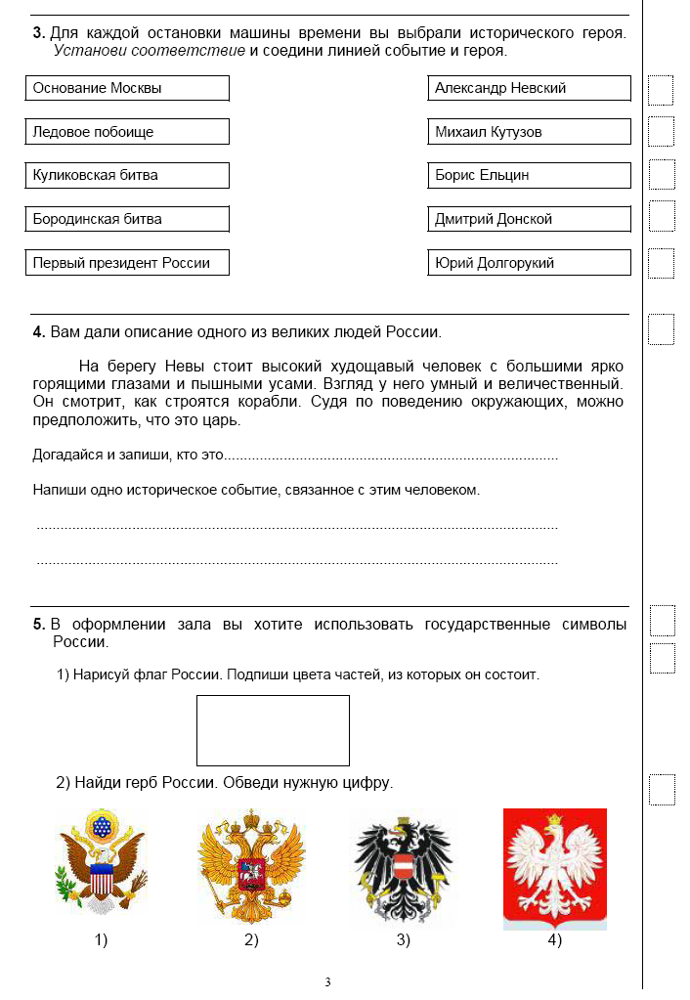 3. Для каждой остановки машины времени вы выбрали исторического героя.
Установи соответствие и соедини линией событие и героя.
Основание Москвы
Александр Невский
Ледовое побоище
Михаил Кутузов
Куликовская битва
Борис Ельцин
Бородинская битва
Дмитрий Донской
Первый президент России
Юрий Долгорукий
4. Вам дали описание одного из великих людей России.
На берегу Невы стоит высокий худощавый человек с большими ярко
горящими глазами и пышными усами. Взгляд у него умный и величественный.
Он смотрит, как строятся корабли. Судя по поведению окружающих, можно
предположить, что это царь.
Догадайся и запиши, кто это....................................................................................
Напиши одно историческое событие, связанное с этим человеком.
...................................................................................................................................
...................................................................................................................................
5. В оформлении зала вы хотите использовать государственные символы
России.
1) Нарисуй флаг России. Подпиши цвета частей, из которых он состоит.
2) Найди герб России. Обведи нужную цифру.
1) 2) 3) 4)
3